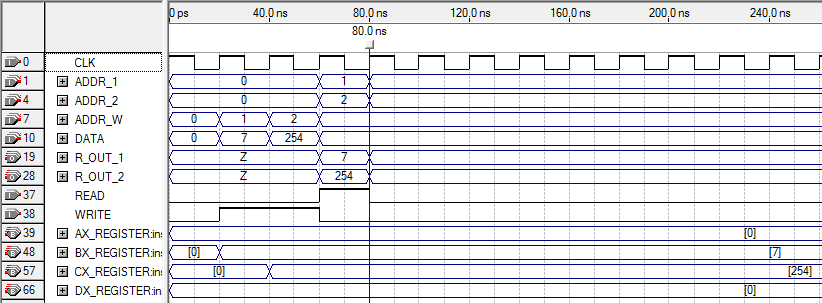 0 ps 40.0 ns 80.0 ns 120.0 ns 160.0 ns 200.0 ns 240.0 ns
80.0 ns
0 CLK
1 ADDR_1 0 1
4 ADDR_2 0 2
7 ADDR_W 0 1 2
10 DATA 0 7 254
19 R_OUT_1 Z 7
28 R_OUT_2 Z 254
37 READ
38 WRITE
39 AX_REGISTER:in [0]
48 BX_REGISTER:in [0] [7]
57 CX_REGISTER:in [0] [254]
66 DX_REGISTER:in [0]